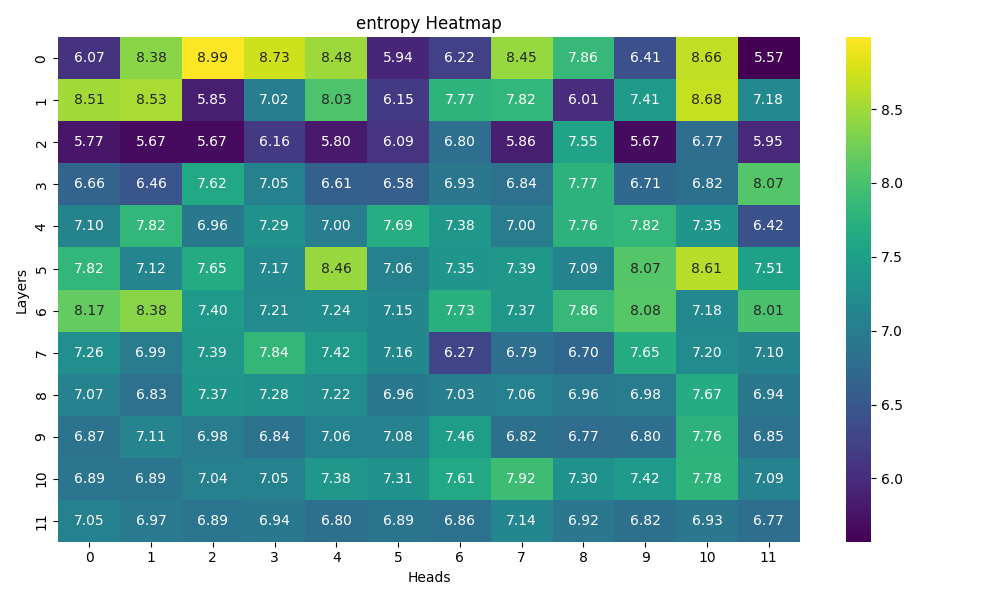 entropy Heatmap
0 6.07 8.38 8.99 8.73 8.48 5.94 6.22 8.45 7.86 6.41 8.66 5.57
1 8.51 8.53 5.85 7.02 8.03 6.15 7.77 7.82 6.01 7.41 8.68 7.18
2 5.77 5.67 5.67 6.16 5.80 6.09 6.80 5.86 7.55 5.67 6.77 5.95
3 6.66 6.46 7.62 7.05 6.61 6.58 6.93 6.84 7.77 6.71 6.82 8.07
4 7.10 7.82 6.96 7.29 7.00 7.69 7.38 7.00 7.76 7.82 7.35 6.42
5 7.82 7.12 7.65 7.17 8.46 7.06 7.35 7.39 7.09 8.07 8.61 7.51
6 8.17 8.38 7.40 7.21 7.24 7.15 7.73 7.37 7.86 8.08 7.18 8.01
7 7.26 6.99 7.39 7.84 7.42 7.16 6.27 6.79 6.70 7.65 7.20 7.10
8 7.07 6.83 7.37 7.28 7.22 6.96 7.03 7.06 6.96 6.98 7.67 6.94
9 6.87 7.11 6.98 6.84 7.06 7.08 7.46 6.82 6.77 6.80 7.76 6.85
10 6.89 6.89 7.04 7.05 7.38 7.31 7.61 7.92 7.30 7.42 7.78 7.09
11 7.05 6.97 6.89 6.94 6.80 6.89 6.86 7.14 6.92 6.82 6.93 6.77
0 1 2 3 4 5 6 7 8 9 10 11
Heads
Layers
8.5
8.0
7.5
7.0
6.5
6.0